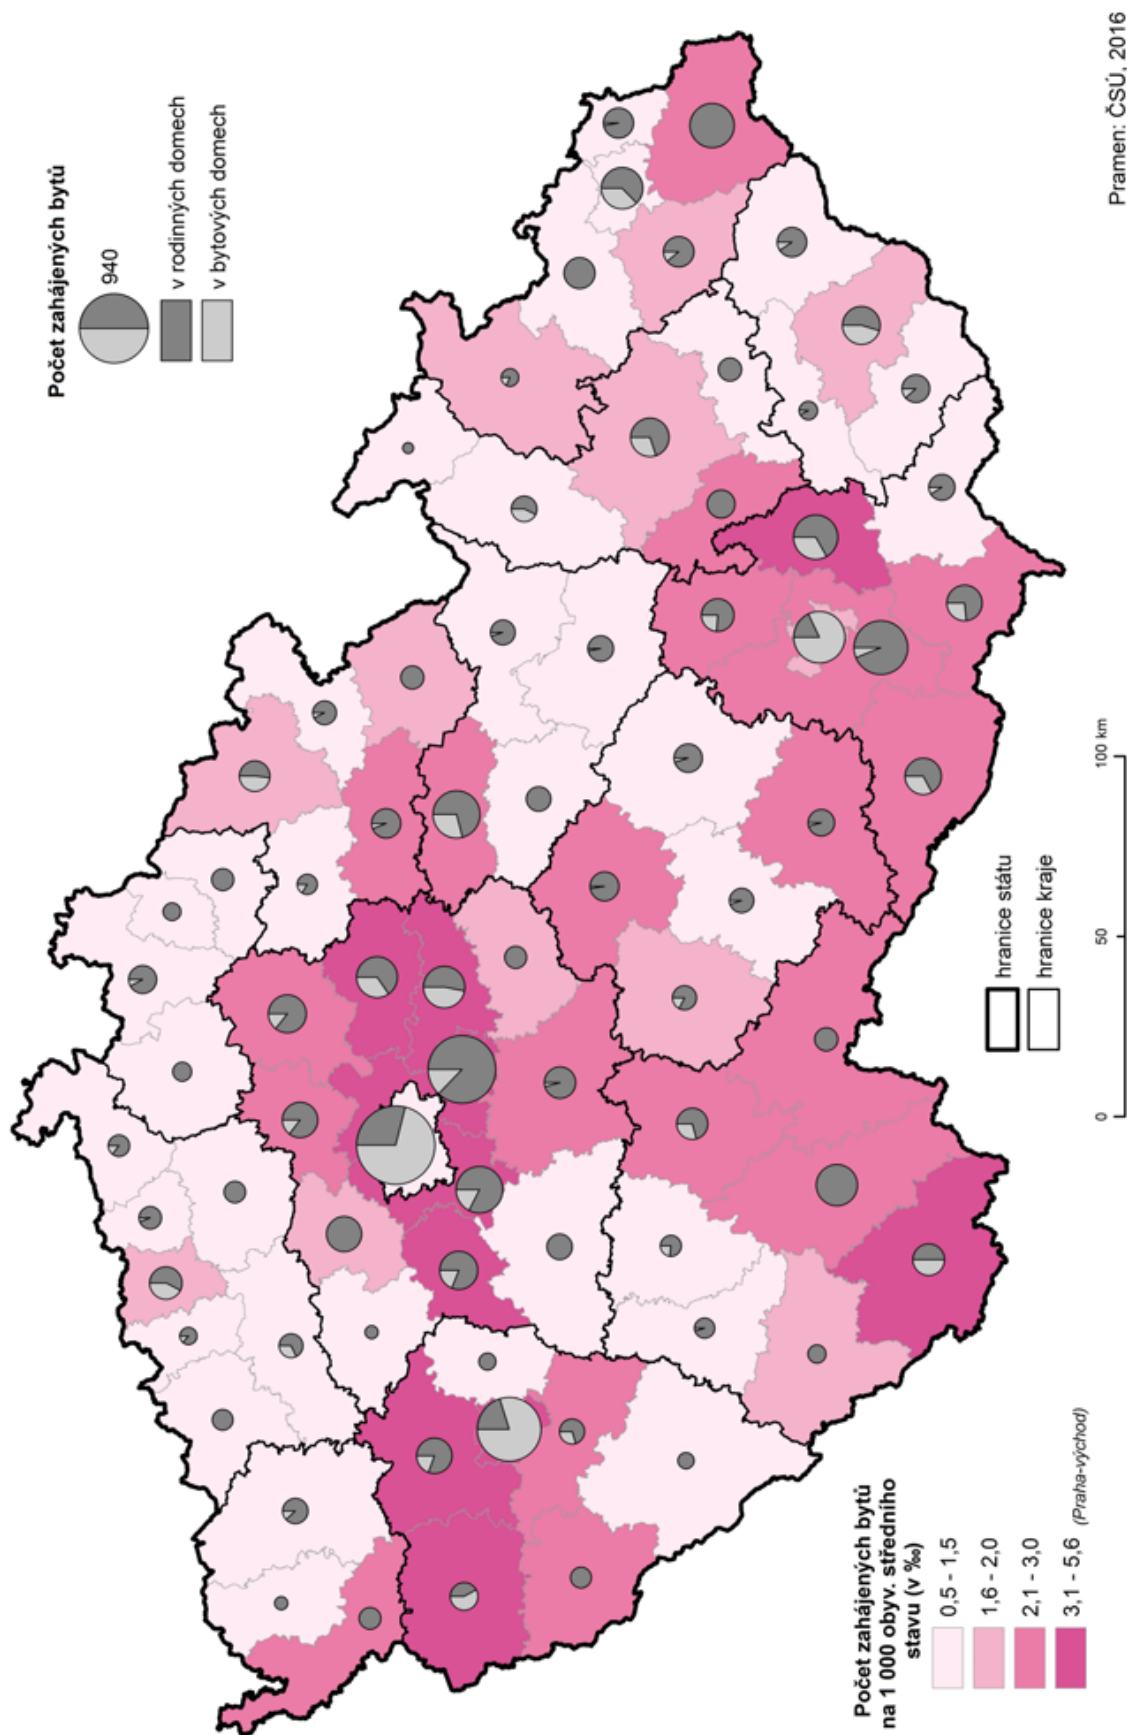 Počet zahájených bytů
940
v rodinných domech
v bytových domech
Počet zahájených bytů
na 1 000 obyv. středního
stavu (v ‰)
0,5 - 1,5
1,6 - 2,0
2,1 - 3,0
3,1 - 5,6 (Praha-východ)
hranice státu
hranice kraje
0 50 100 km
Pramen: ČSÚ, 2016